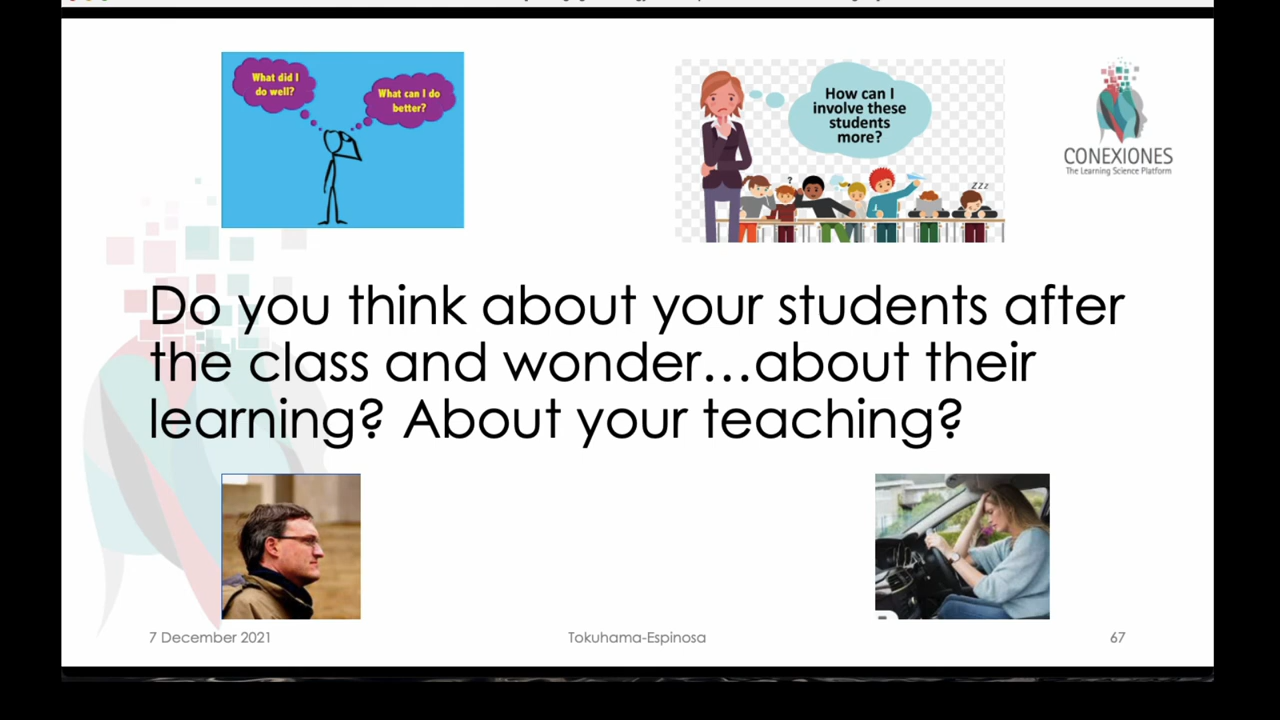 What did I
do well?
What can I do
better?
How can I
involve these
students
more?
?
zzz
CONEXIONES
The Learning Science Platform
Do you think about your students after
the class and wonder...about their
learning? About your teaching?
7 December 2021
Tokuhama-Espinosa
67